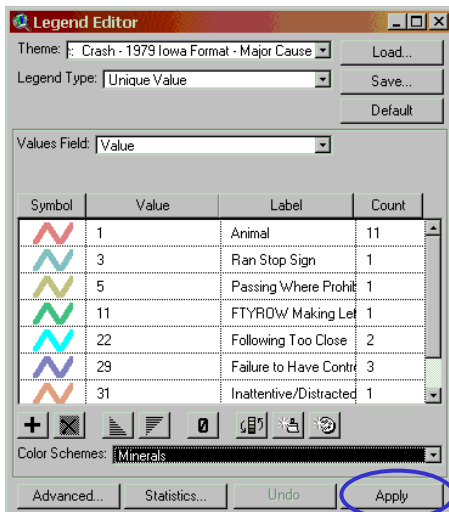 Legend Editor
Theme: : Crash - 1979 Iowa Format - Major Cause
Load...
Legend Type: Unique Value
Save...
Default
Values Field: Value
Symbol Value Label Count
1 Animal 11
3 Ran Stop Sign 1
5 Passing Where Prohib 1
11 FTYROW Making Lef 1
22 Following Too Close 2
29 Failure to Have Contr 3
31 Inattentive/Distracted 1
0
Color Schemes: Minerals
Advanced... Statistics... Undo Apply